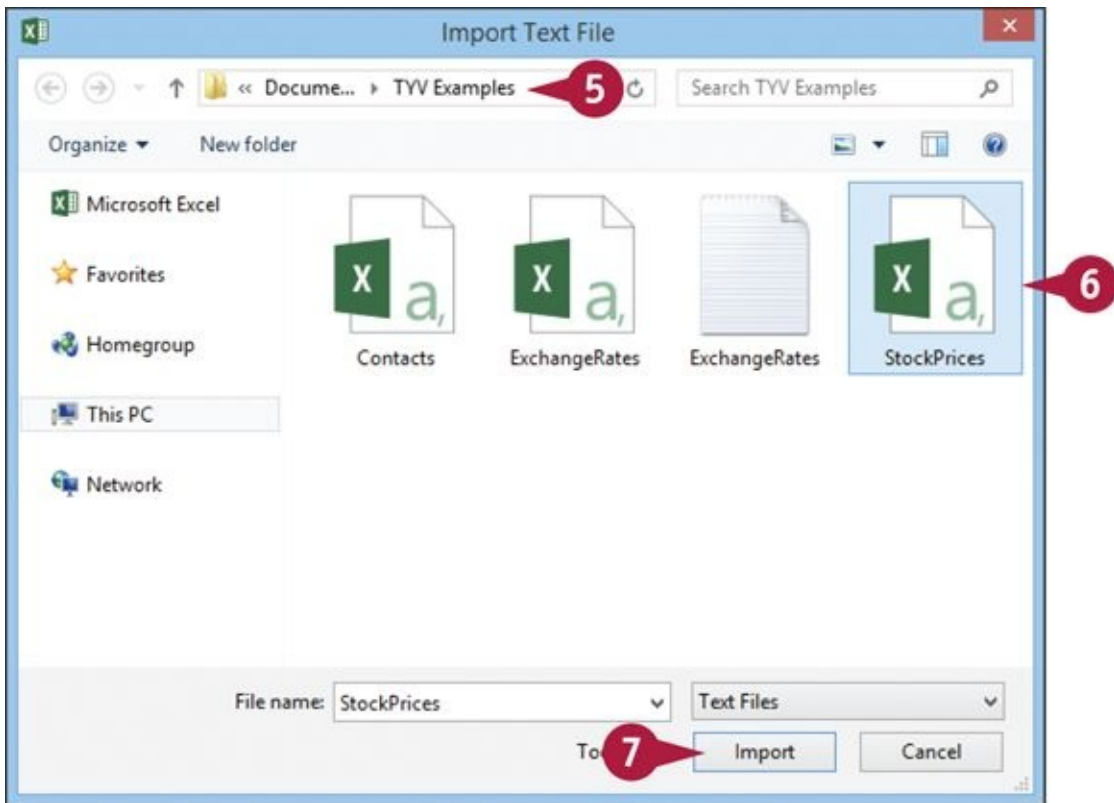 Import Text File
« Docume... ▸ TYV Examples
5
Search TYV Examples
Organize
New folder
Microsoft Excel
Favorites
Homegroup
This PC
Network
X a,
X a,
X a,
Contacts
ExchangeRates
ExchangeRates
StockPrices
6
File name:
StockPrices
Text Files
To
7
Import
Cancel